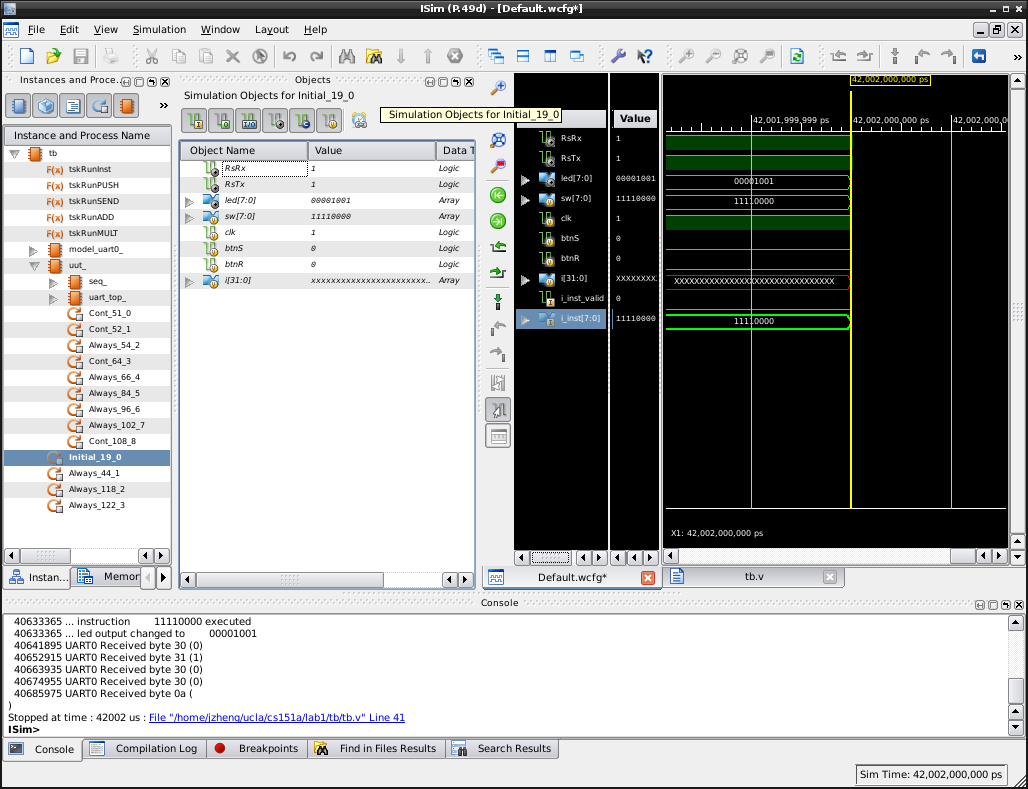 ISim (P.49d) - [Default.wcfg*]
File Edit View Simulation Window Layout Help
Instances and Proce...
Instance and Process Name
tb
F(x) tskRunInst
F(x) tskRunPUSH
F(x) tskRunSEND
F(x) tskRunADD
F(x) tskRunMULT
model_uart0_
uut_
seq_
uart_top_
Cont_51_0
Cont_52_1
Always_54_2
Cont_64_3
Always_66_4
Always_84_5
Always_96_6
Always_102_7
Cont_108_8
Initial_19_0
Always_44_1
Always_118_2
Always_122_3
Instan...
Memor
Objects
Simulation Objects for Initial_19_0
Simulation Objects for Initial_19_0
Object Name Value Data T
RsRx 1 Logic
RsTx 1 Logic
led[7:0] 00001001 Array
sw[7:0] 11110000 Array
clk 1 Logic
btnS 0 Logic
btnR 0 Logic
i[31:0] xxxxxxxxxxxxxxxxxxxxxxxx... Array
Value
RsRx 1
RsTx 1
led[7:0] 00001001
sw[7:0] 11110000
clk 1
btnS 0
btnR 0
i[31:0] XXXXXXXX
i_inst_valid 0
i_inst[7:0] 11110000
42,002,000,000 ps
42,001,999,999 ps 42,002,000,000 ps 42,002,000,0
00001001
11110000
XXXXXXXXXXXXXXXXXXXXXXXXXXXXXXXX
11110000
X1: 42,002,000,000 ps
Default.wcfg*
tb.v
Console
40633365 ... instruction 11110000 executed
40633365 ... led output changed to 00001001
40641895 UART0 Received byte 30 (0)
40652915 UART0 Received byte 31 (1)
40663935 UART0 Received byte 30 (0)
40674955 UART0 Received byte 30 (0)
40685975 UART0 Received byte 0a (
)
Stopped at time : 42002 us : File "/home/jzheng/ucla/cs151a/lab1/tb/tb.v" Line 41
ISim>
Console Compilation Log Breakpoints Find in Files Results Search Results
Sim Time: 42,002,000,000 ps